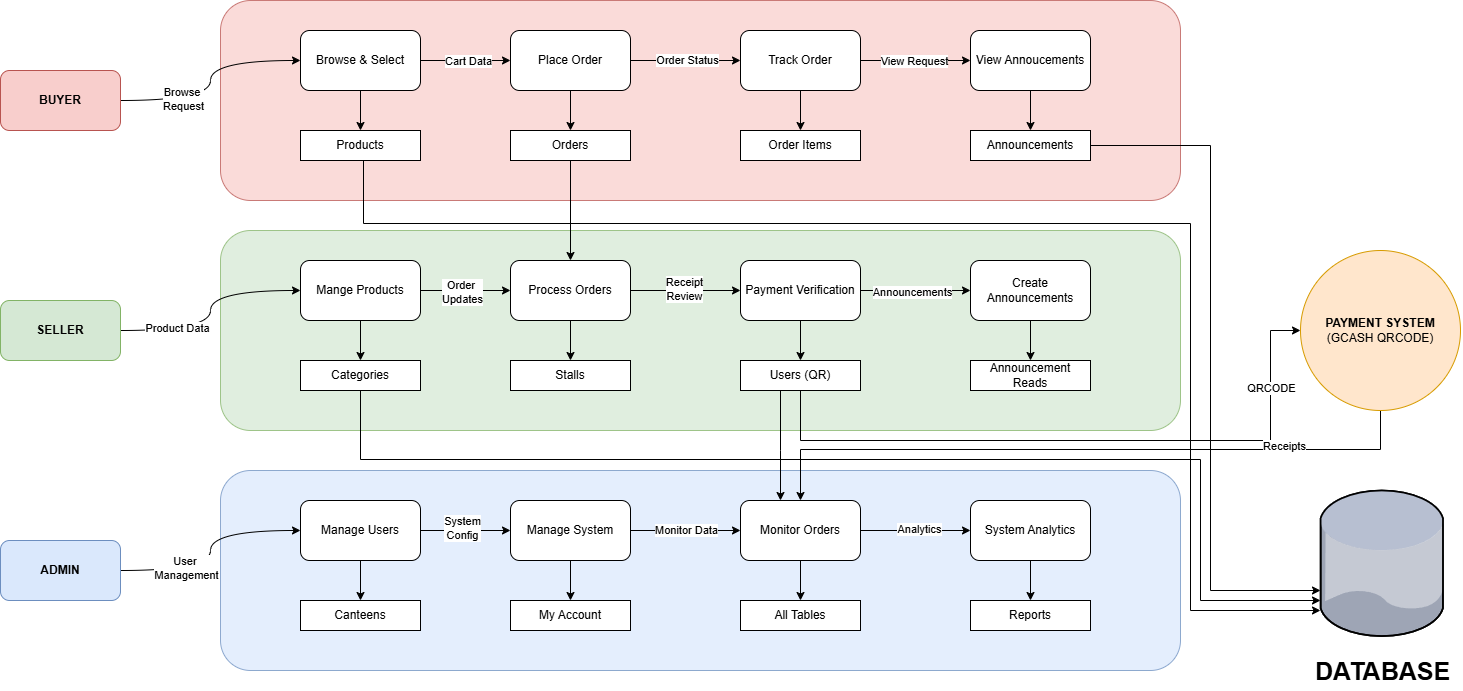 Browse & Select
Cart Data
Place Order
Order Status
Track Order
View Request
View Annoucements
BUYER
Browse
Request
Products
Orders
Order Items
Announcements
Mange Products
Order
Updates
Process Orders
Receipt
Review
Payment Verification
Announcements
Create
Announcements
SELLER
Product Data
PAYMENT SYSTEM
(GCASH QRCODE)
Categories
Stalls
Users (QR)
Announcement
Reads
QRCODE
Receipts
Manage Users
System
Config
Manage System
Monitor Data
Monitor Orders
Analytics
System Analytics
ADMIN
User
Management
Canteens
My Account
All Tables
Reports
DATABASE